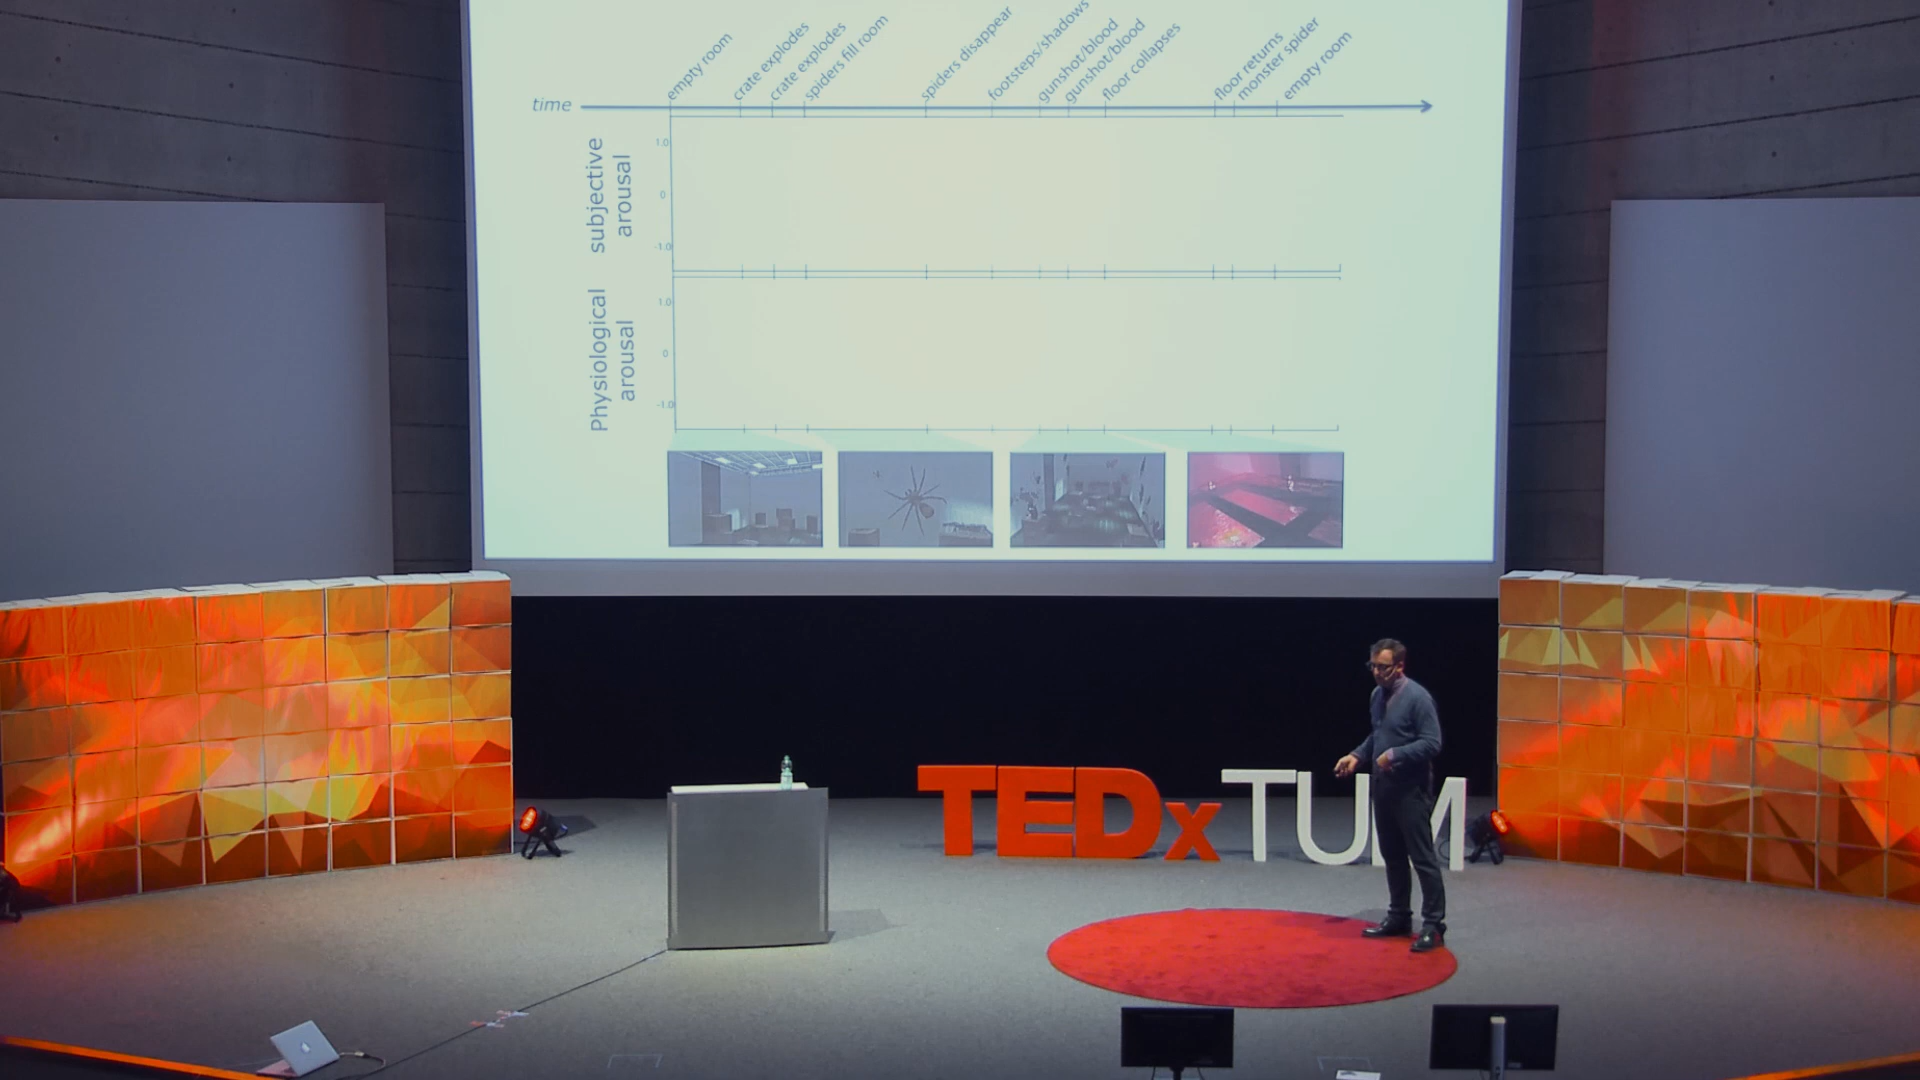 empty room
crate explodes
crate explodes
spiders fill room
spiders disappear
footsteps/shadows
gunshot/blood
gunshot/blood
floor collapses
floor returns
monster spider
empty room
time
subjective
arousal
1.0
0
-1.0
Physiological
arousal
1.0
0
-1.0
TEDxTUM